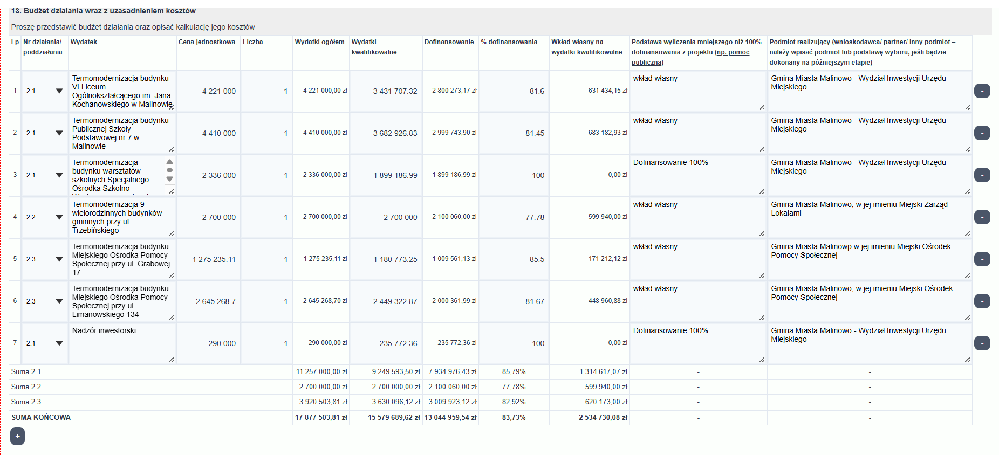 13. Budżet działania wraz z uzasadnieniem kosztów
Proszę przedstawić budżet działania oraz opisać kalkulację jego kosztów
Lp Nr działania/ poddziałania Wydatek Cena jednostkowa Liczba Wydatki ogółem Wydatki kwalifikowalne Dofinansowanie % dofinansowania Wkład własny na wydatki kwalifikowalne Podstawa wyliczenia mniejszego niż 100% dofinansowania z projektu (np. pomoc publiczna) Podmiot realizujący (wnioskodawca/ partner/ inny podmiot – należy wpisać podmiot lub podstawę wyboru, jeśli będzie dokonany na późniejszym etapie)
1 2.1 Termomodernizacja budynku VI Liceum Ogólnokształcącego im. Jana Kochanowskiego w Malinowie 4 221 000 1 4 221 000,00 zł 3 431 707.32 2 800 273,17 zł 81.6 631 434,15 zł wkład własny Gmina Miasta Malinowo - Wydział Inwestycji Urzędu Miejskiego -
2 2.1 Termomodernizacja budynku Publicznej Szkoły Podstawowej nr 7 w Malinowie 4 410 000 1 4 410 000,00 zł 3 682 926.83 2 999 743,90 zł 81.45 683 182,93 zł wkład własny Gmina Miasta Malinowo - Wydział Inwestycji Urzędu Miejskiego -
3 2.1 Termomodernizacja budynku warsztatów szkolnych Specjalnego Ośrodka Szkolno - 2 336 000 1 2 336 000,00 zł 1 899 186.99 1 899 186,99 zł 100 0,00 zł Dofinansowanie 100% Gmina Miasta Malinowo - Wydział Inwestycji Urzędu Miejskiego -
4 2.2 Termomodernizacja 9 wielorodzinnych budynków gminnych przy ul. Trzebińskiego 2 700 000 1 2 700 000,00 zł 2 700 000 2 100 060,00 zł 77.78 599 940,00 zł wkład własny Gmina Miasta Malinowo, w jej imieniu Miejski Zarząd Lokalami -
5 2.3 Termomodernizacja budynku Miejskiego Ośrodka Pomocy Społecznej przy ul. Grabowej 17 1 275 235.11 1 1 275 235,11 zł 1 180 773.25 1 009 561,13 zł 85.5 171 212,12 zł wkład własny Gmina Miasta Malinowp w jej imieniu Miejski Ośrodek Pomocy Społecznej -
6 2.3 Termomodernizacja budynku Miejskiego Ośrodka Pomocy Społecznej przy ul. Limanowskiego 134 2 645 268.7 1 2 645 268,70 zł 2 449 322.87 2 000 361,99 zł 81.67 448 960,88 zł wkład własny Gmina Miasta Malinowo, w jej imieniu Miejski Ośrodek Pomocy Społecznej -
7 2.1 Nadzór inwestorski 290 000 1 290 000,00 zł 235 772.36 235 772,36 zł 100 0,00 zł Dofinansowanie 100% Gmina Miasta Malinowo - Wydział Inwestycji Urzędu Miejskiego -
Suma 2.1 11 257 000,00 zł 9 249 593,50 zł 7 934 976,43 zł 85,79% 1 314 617,07 zł - -
Suma 2.2 2 700 000,00 zł 2 700 000,00 zł 2 100 060,00 zł 77,78% 599 940,00 zł - -
Suma 2.3 3 920 503,81 zł 3 630 096,12 zł 3 009 923,12 zł 82,92% 620 173,00 zł - -
SUMA KOŃCOWA 17 877 503,81 zł 15 579 689,62 zł 13 044 959,54 zł 83,73% 2 534 730,08 zł - -
+